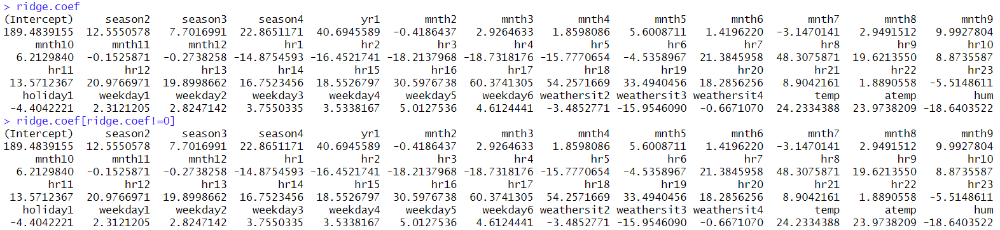 > ridge.coef
(Intercept) season2 season3 season4 yr1 mnth2 mnth3 mnth4 mnth5 mnth6 mnth7 mnth8 mnth9
189.4839155 12.5550578 7.7016991 22.8651171 40.6945589 -0.4186437 2.9264633 1.8598086 5.6008711 1.4196220 -3.1470141 2.9491512 9.9927804
mnth10 mnth11 mnth12 hr1 hr2 hr3 hr4 hr5 hr6 hr7 hr8 hr9 hr10
6.2129840 -0.1525871 -0.2738258 -14.8754593 -16.4521741 -18.2137968 -18.7318176 -15.7770654 -4.5358967 21.3845958 48.3075871 19.6213550 8.8735587
hr11 hr12 hr13 hr14 hr15 hr16 hr17 hr18 hr19 hr20 hr21 hr22 hr23
13.5712367 20.9766971 19.8998662 16.7523456 18.5526797 30.5976738 60.3741305 54.2571669 33.4940456 18.2856256 8.9042161 1.8890558 -5.5148611
holiday1 weekday1 weekday2 weekday3 weekday4 weekday5 weekday6 weathersit2 weathersit3 weathersit4 temp atemp hum
-4.4042221 2.3121205 2.8247142 3.7550335 3.5338167 5.0127536 4.6124441 -3.4852771 -15.9546090 -0.6671070 24.2334388 23.9738209 -18.6403522
> ridge.coef[ridge.coef!=0]
(Intercept) season2 season3 season4 yr1 mnth2 mnth3 mnth4 mnth5 mnth6 mnth7 mnth8 mnth9
189.4839155 12.5550578 7.7016991 22.8651171 40.6945589 -0.4186437 2.9264633 1.8598086 5.6008711 1.4196220 -3.1470141 2.9491512 9.9927804
mnth10 mnth11 mnth12 hr1 hr2 hr3 hr4 hr5 hr6 hr7 hr8 hr9 hr10
6.2129840 -0.1525871 -0.2738258 -14.8754593 -16.4521741 -18.2137968 -18.7318176 -15.7770654 -4.5358967 21.3845958 48.3075871 19.6213550 8.8735587
hr11 hr12 hr13 hr14 hr15 hr16 hr17 hr18 hr19 hr20 hr21 hr22 hr23
13.5712367 20.9766971 19.8998662 16.7523456 18.5526797 30.5976738 60.3741305 54.2571669 33.4940456 18.2856256 8.9042161 1.8890558 -5.5148611
holiday1 weekday1 weekday2 weekday3 weekday4 weekday5 weekday6 weathersit2 weathersit3 weathersit4 temp atemp hum
-4.4042221 2.3121205 2.8247142 3.7550335 3.5338167 5.0127536 4.6124441 -3.4852771 -15.9546090 -0.6671070 24.2334388 23.9738209 -18.6403522